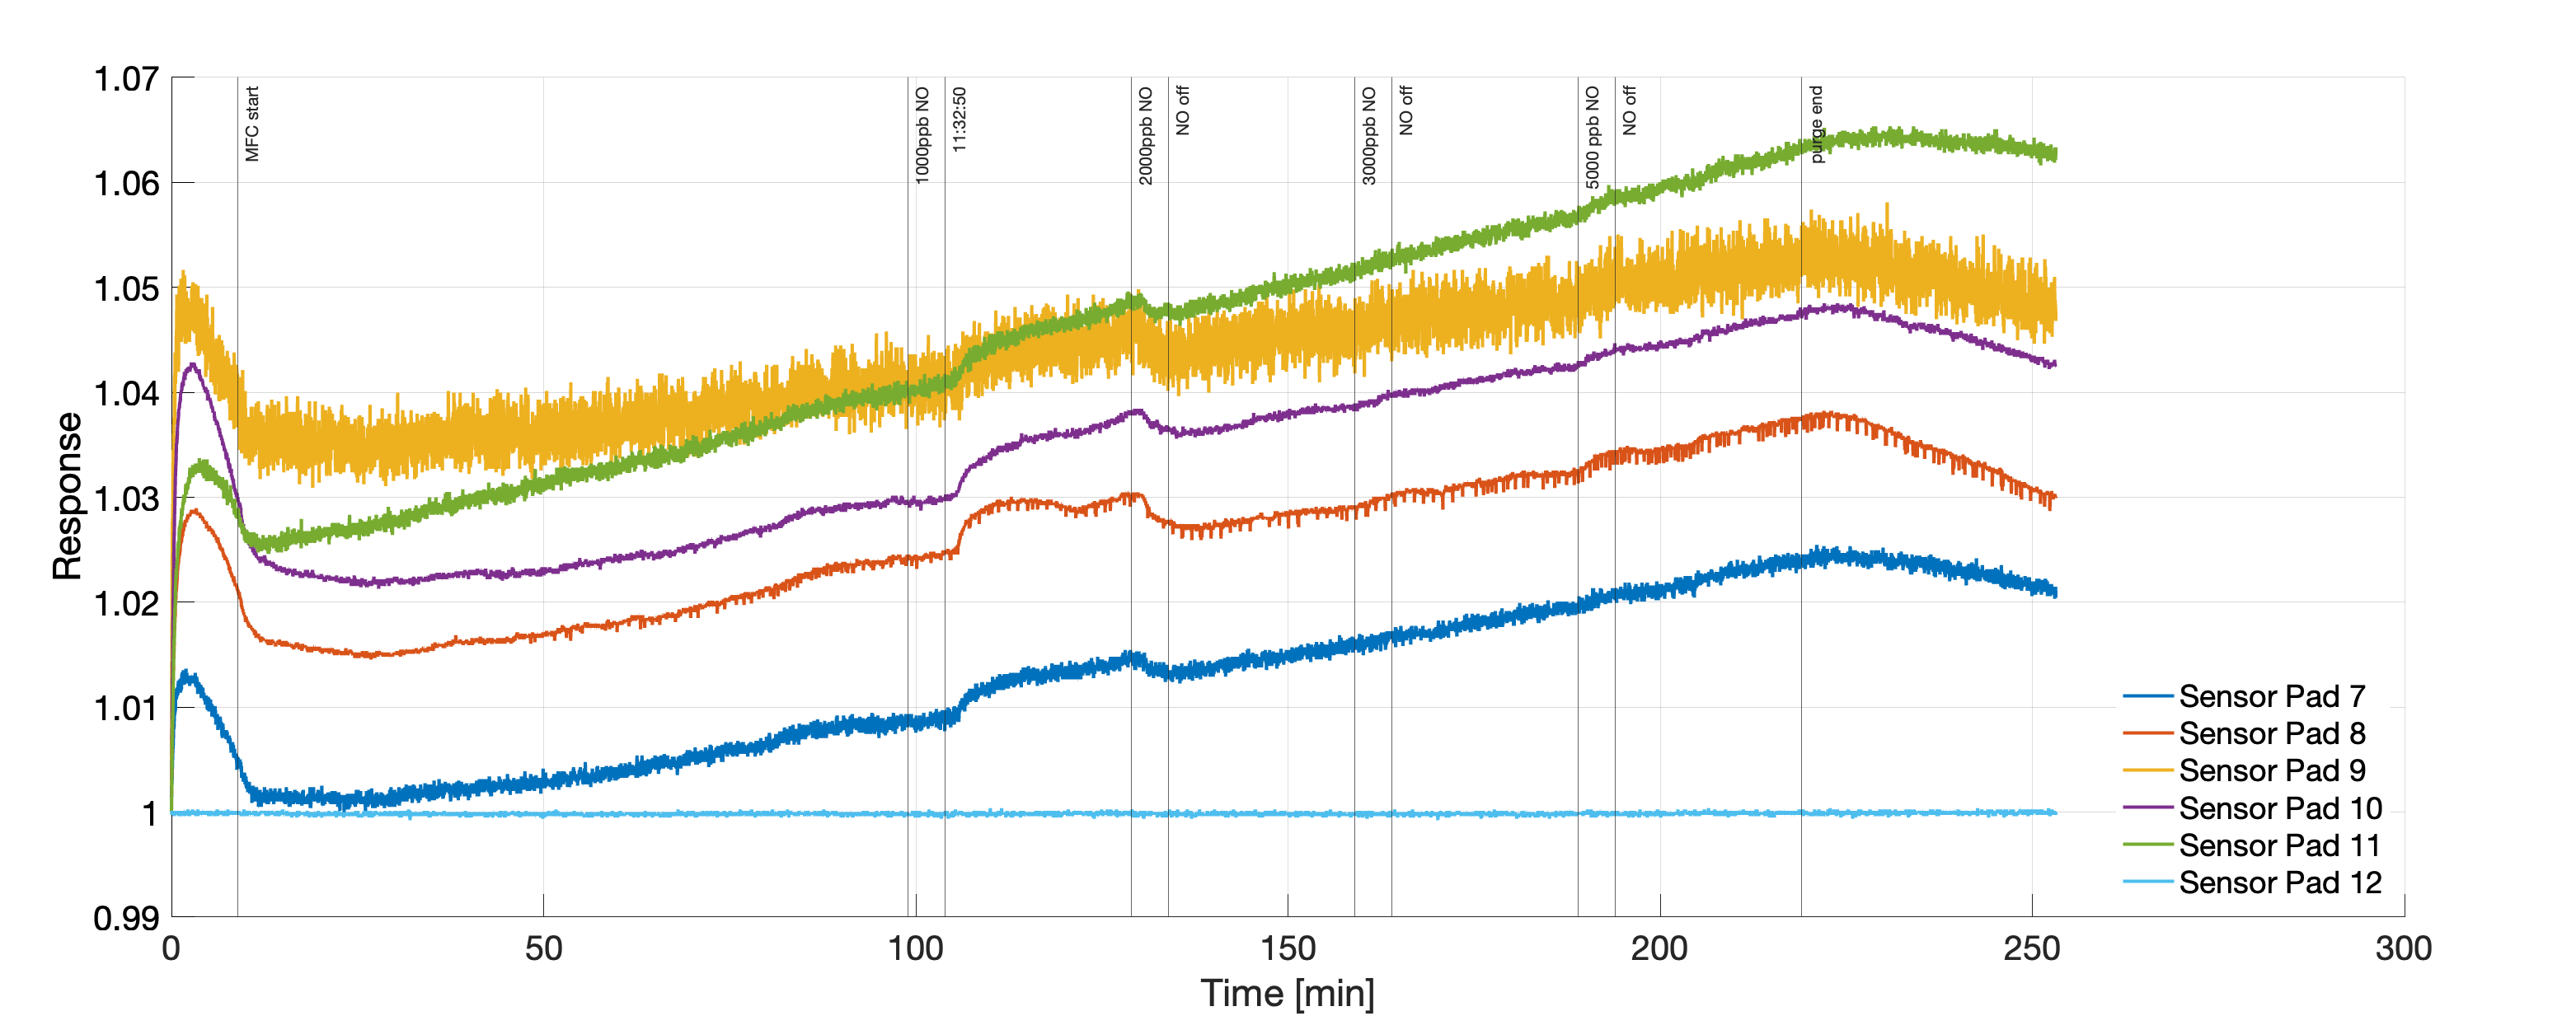 1.07
1.06
1.05
1.04
1.03
1.02
1.01
1
0.99
Response
MFC start
1000ppb NO
11:32:50
2000ppb NO
NO off
3000ppb NO
NO off
5000 ppb NO
NO off
purge end
Sensor Pad 7
Sensor Pad 8
Sensor Pad 9
Sensor Pad 10
Sensor Pad 11
Sensor Pad 12
0
50
100
150
200
250
300
Time [min]